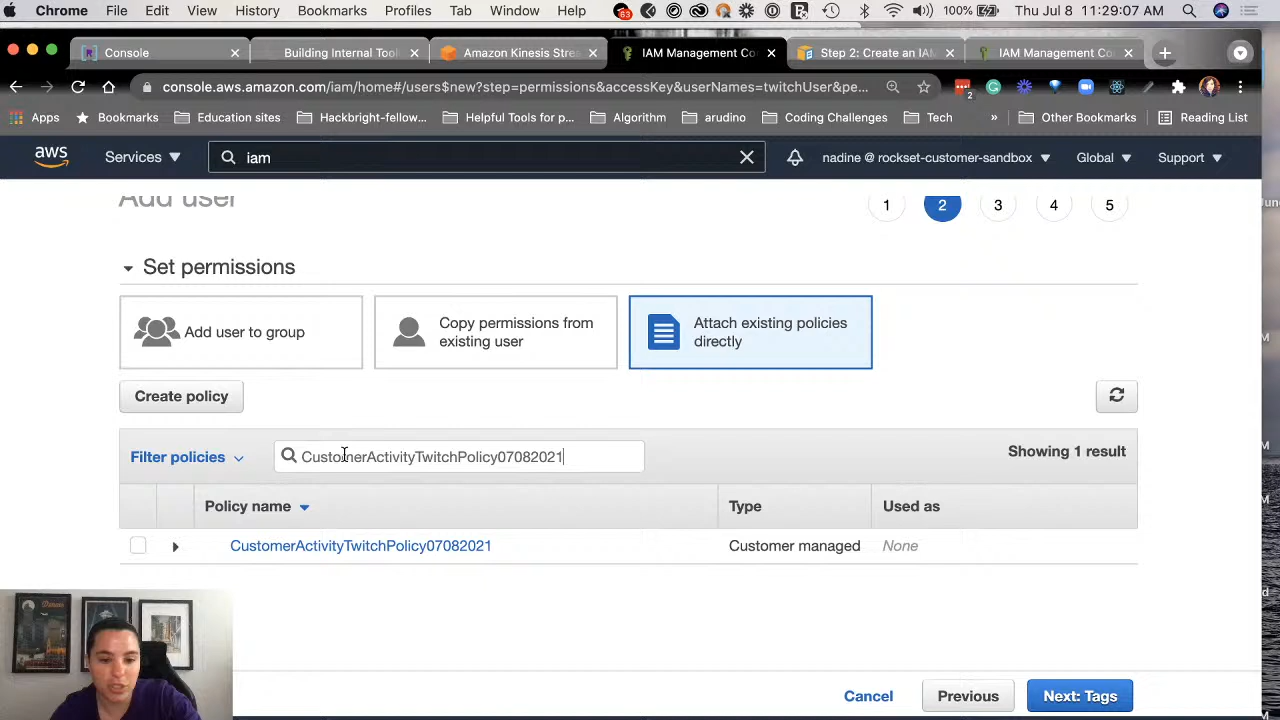 Chrome File Edit View History Bookmarks Profiles Tab Window Help 63 100% Thu Jul 8 11:29:07 AM
Console × Building Internal Tool × Amazon Kinesis Stre × IAM Management Co × Step 2: Create an IAM × IAM Management Co × +
console.aws.amazon.com/iam/home#/users$new?step=permissions&accessKey&userNames=twitchUser&pe... 2
Apps Bookmarks Education sites Hackbright-fellow... Helpful Tools for p... Algorithm arudino Coding Challenges Tech » Other Bookmarks Reading List
aws Services iam nadine @ rockset-customer-sandbox Global Support
Add user 1 2 3 4 5
Set permissions
Add user to group
Copy permissions from
existing user
Attach existing policies
directly
Create policy
Filter policies CustomerActivityTwitchPolicy07082021 Showing 1 result
Policy name Type Used as
CustomerActivityTwitchPolicy07082021 Customer managed None
Cancel Previous Next: Tags